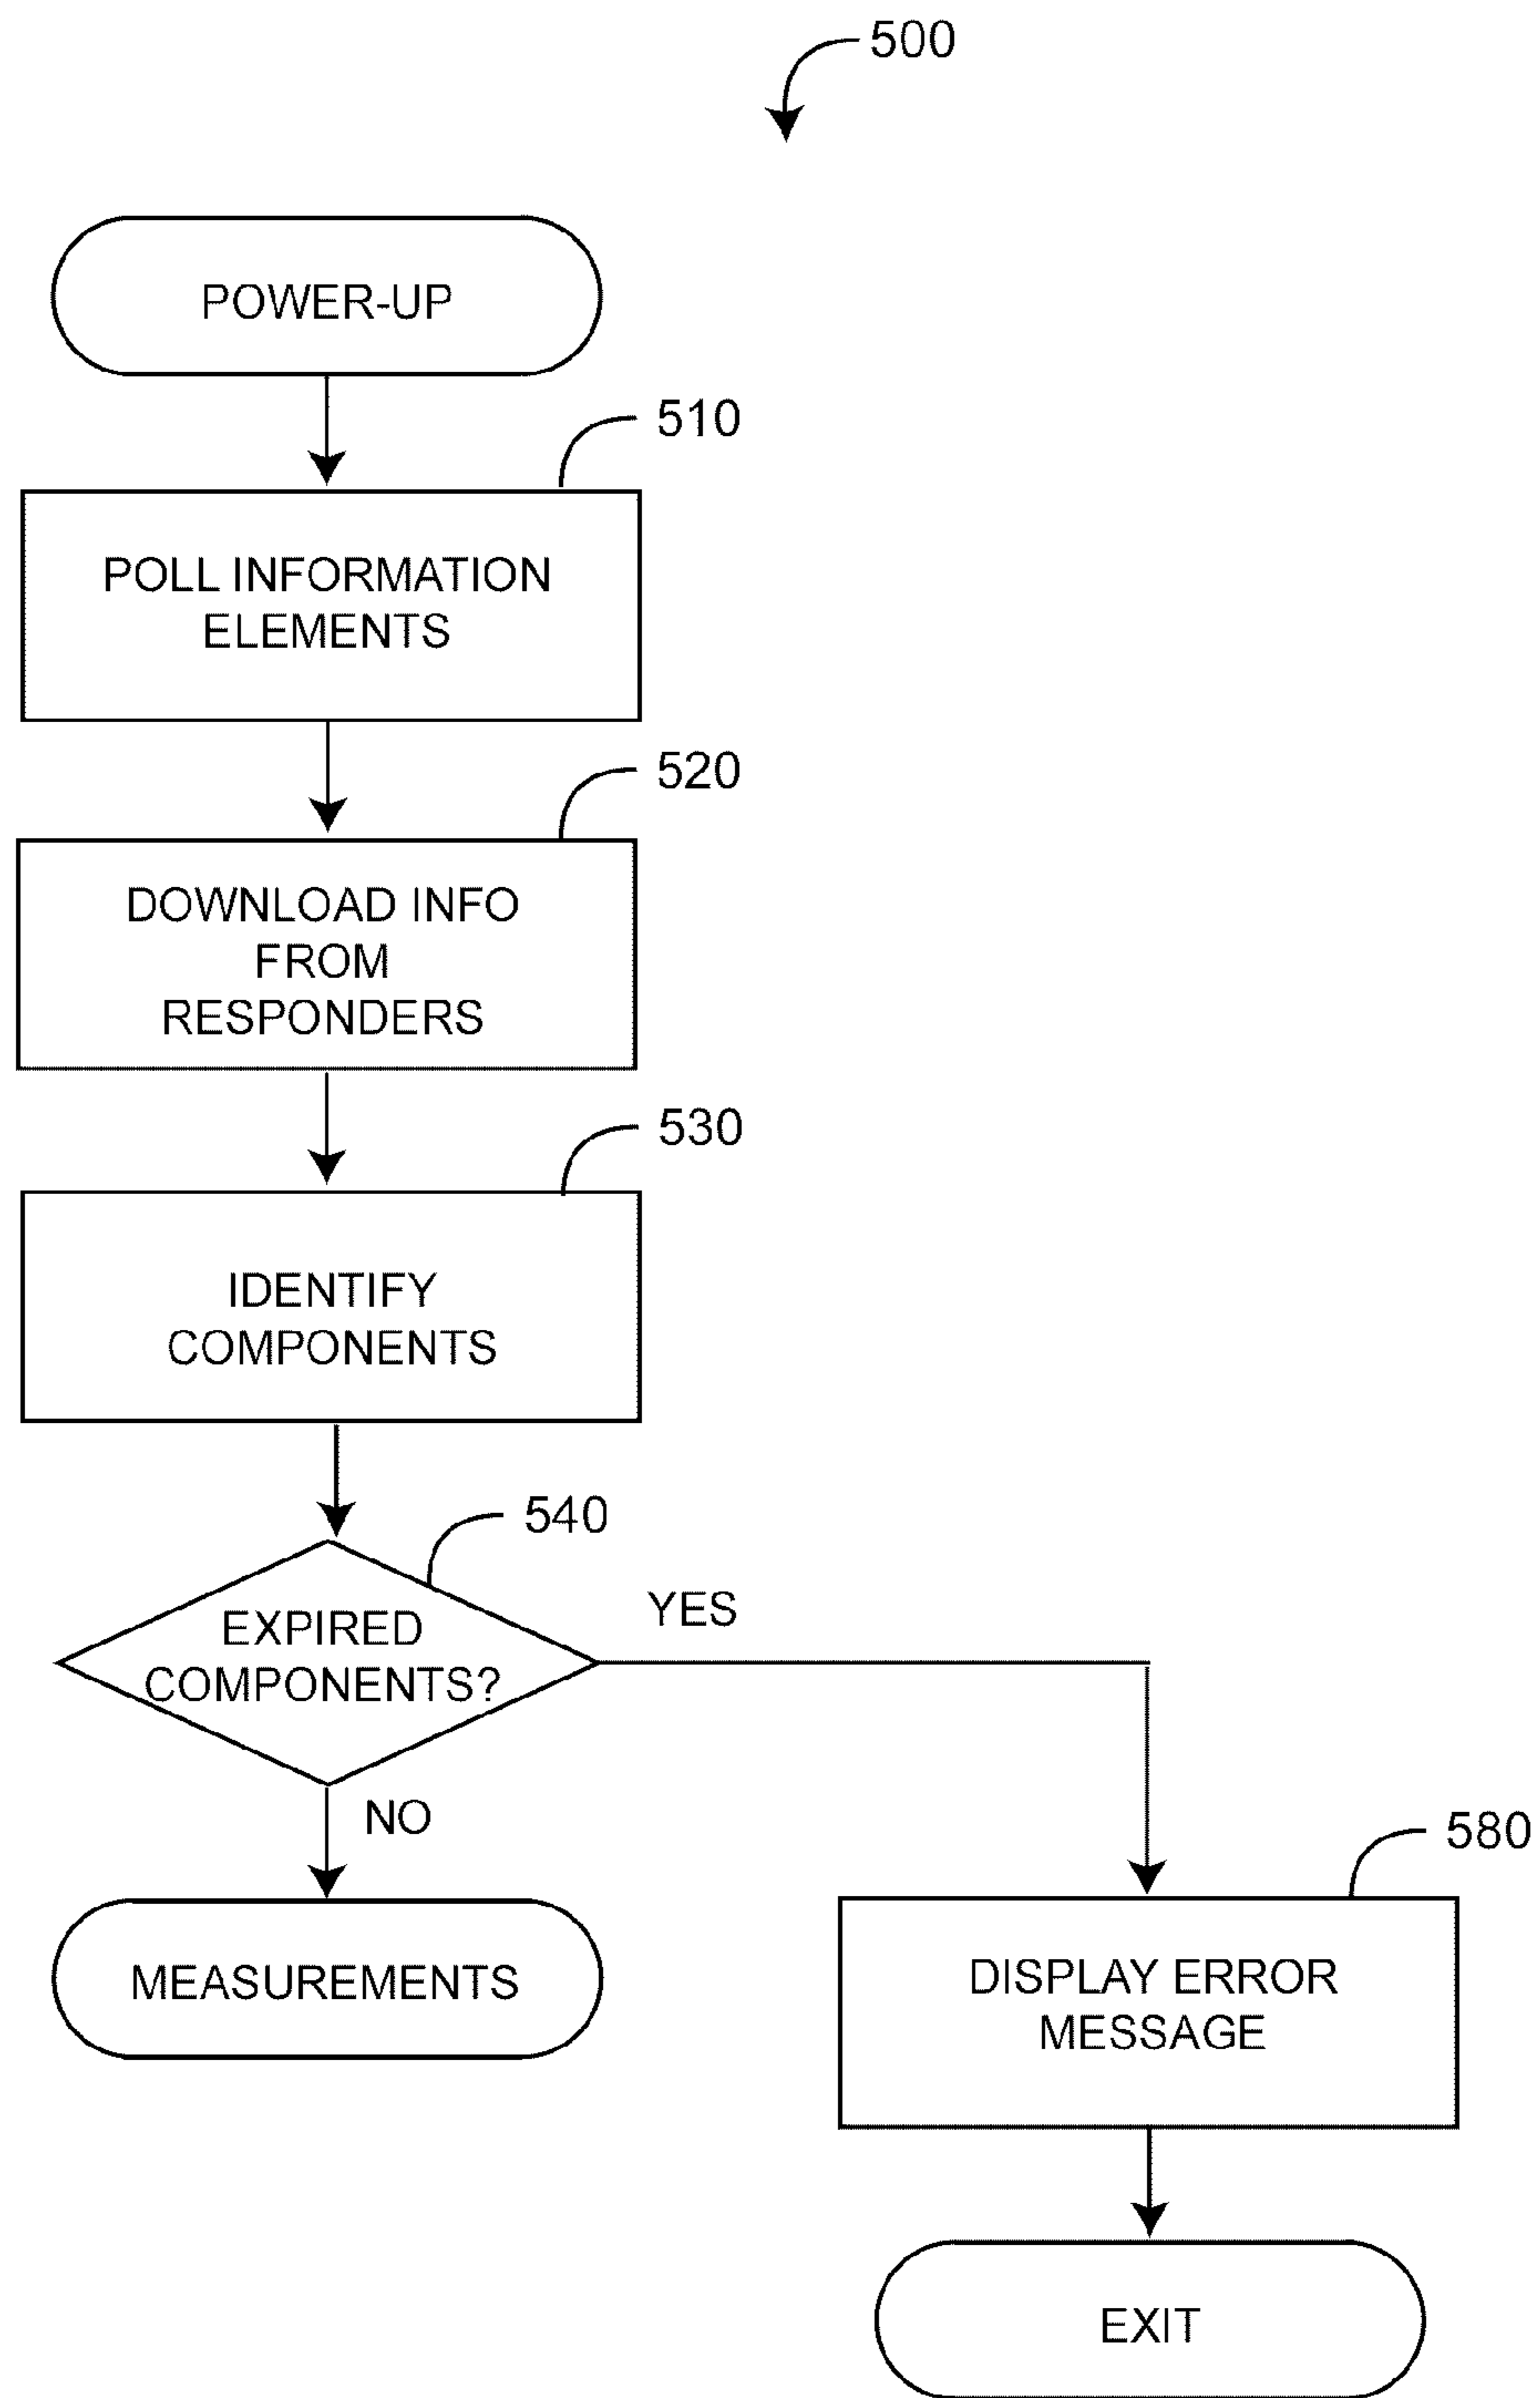 500
POWER-UP
510
POLL INFORMATION
ELEMENTS
520
DOWNLOAD INFO
FROM
RESPONDERS
530
IDENTIFY
COMPONENTS
540
EXPIRED
COMPONENTS?
YES
NO
MEASUREMENTS
580
DISPLAY ERROR
MESSAGE
EXIT